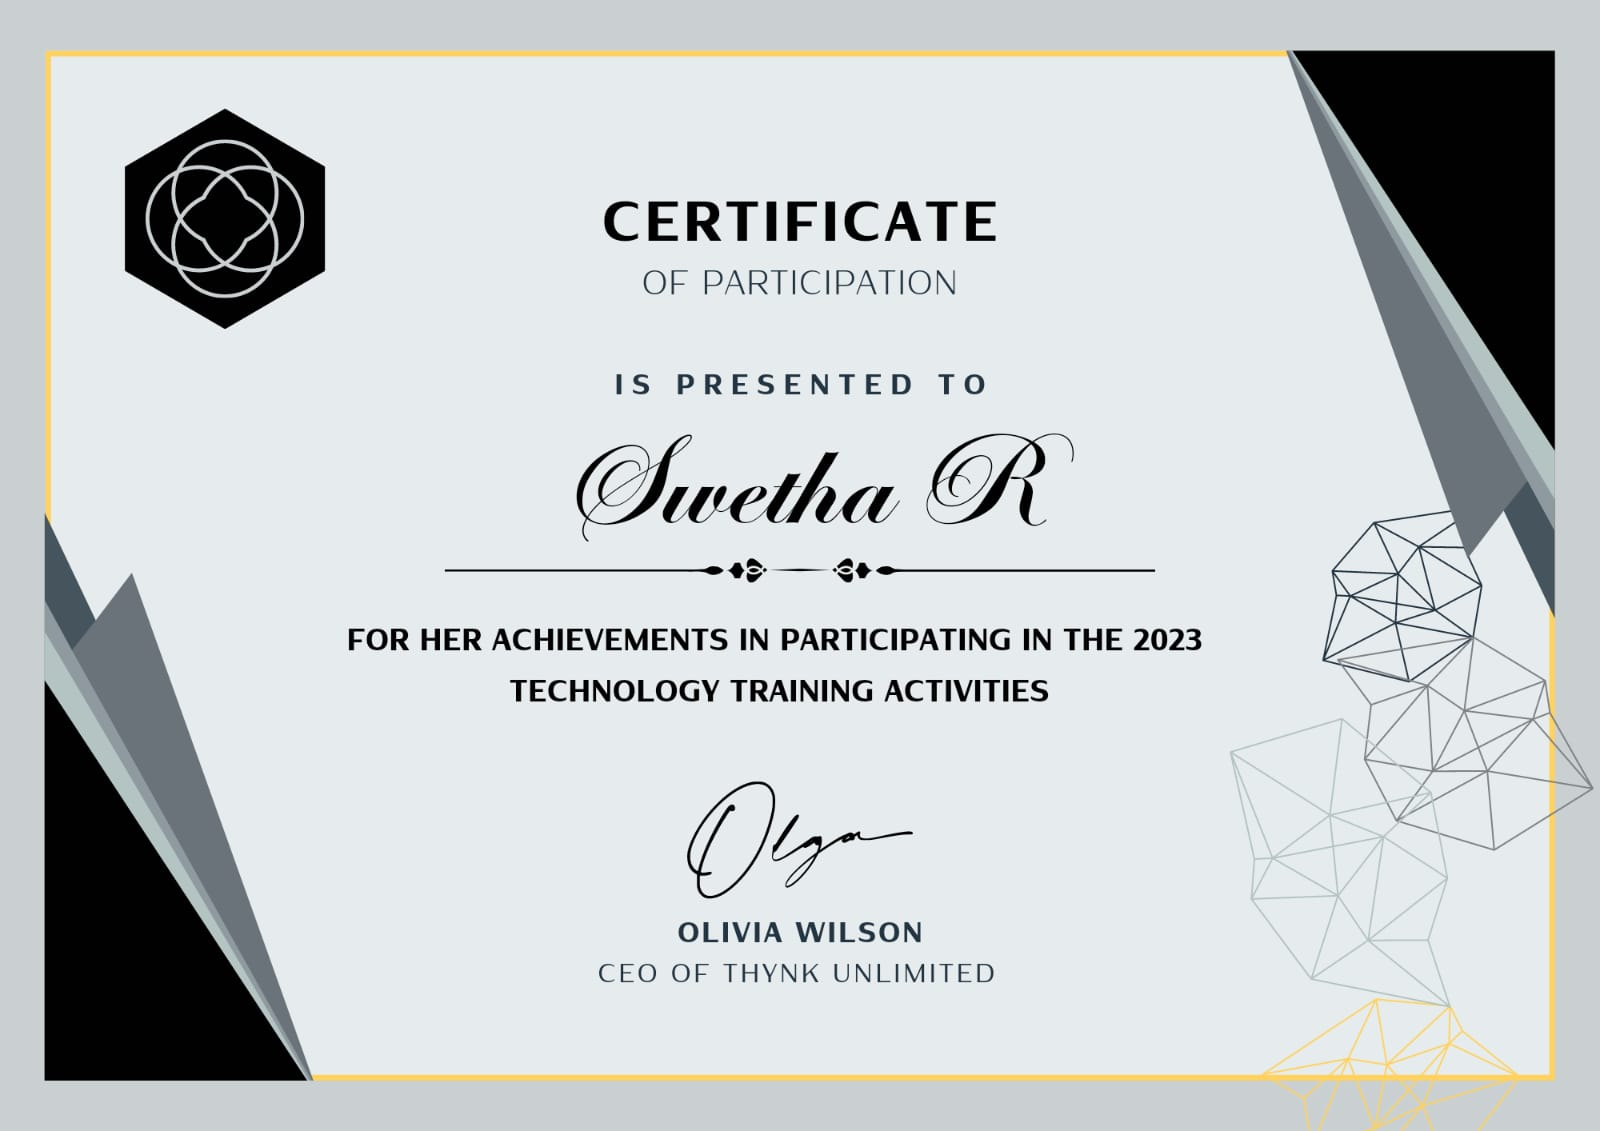 CERTIFICATE
OF PARTICIPATION
IS PRESENTED TO
Swetha R
FOR HER ACHIEVEMENTS IN PARTICIPATING IN THE 2023
TECHNOLOGY TRAINING ACTIVITIES
Olga
OLIVIA WILSON
CEO OF THYNK UNLIMITED